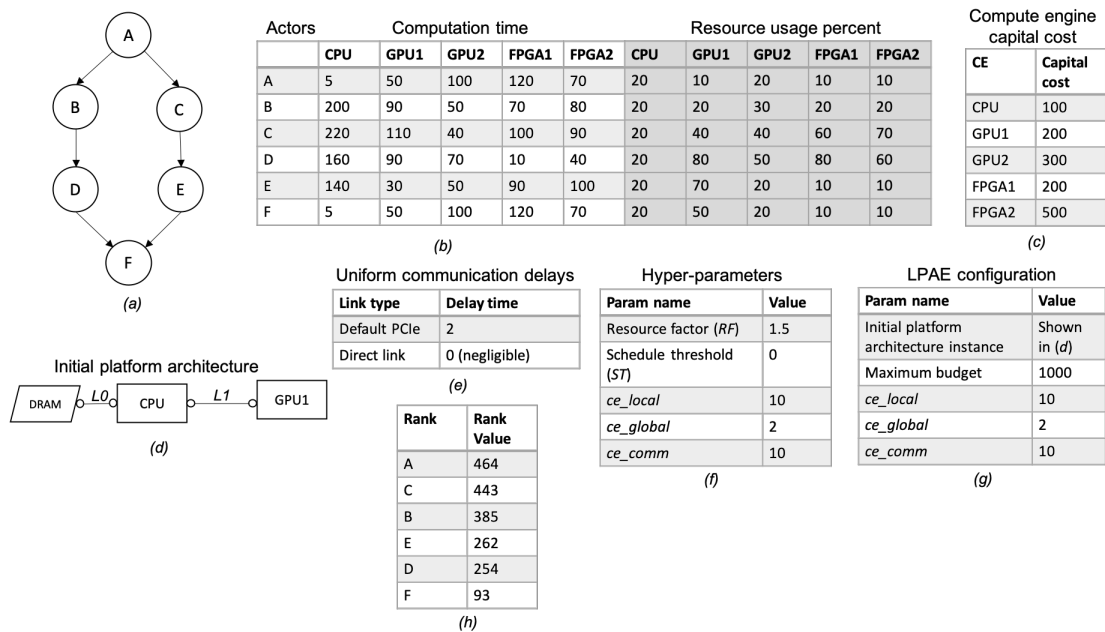 A
B
C
D
E
F
(a)
Actors Computation time Resource usage percent
CPU GPU1 GPU2 FPGA1 FPGA2 CPU GPU1 GPU2 FPGA1 FPGA2
A 5 50 100 120 70 20 10 20 10 10
B 200 90 50 70 80 20 20 30 20 20
C 220 110 40 100 90 20 40 40 60 70
D 160 90 70 10 40 20 80 50 80 60
E 140 30 50 90 100 20 70 20 10 10
F 5 50 100 120 70 20 50 20 10 10
(b)
Compute engine
capital cost
CE Capital
cost
CPU 100
GPU1 200
GPU2 300
FPGA1 200
FPGA2 500
(c)
Initial platform architecture
DRAM L0 CPU L1 GPU1
(d)
Uniform communication delays
Link type Delay time
Default PCIe 2
Direct link 0 (negligible)
(e)
Hyper-parameters
Param name Value
Resource factor (RF) 1.5
Schedule threshold 0
(ST)
ce_local 10
ce_global 2
ce_comm 10
(f)
LPAE configuration
Param name Value
Initial platform Shown
architecture instance in (d)
Maximum budget 1000
ce_local 10
ce_global 2
ce_comm 10
(g)
Rank Rank
Value
A 464
C 443
B 385
E 262
D 254
F 93
(h)